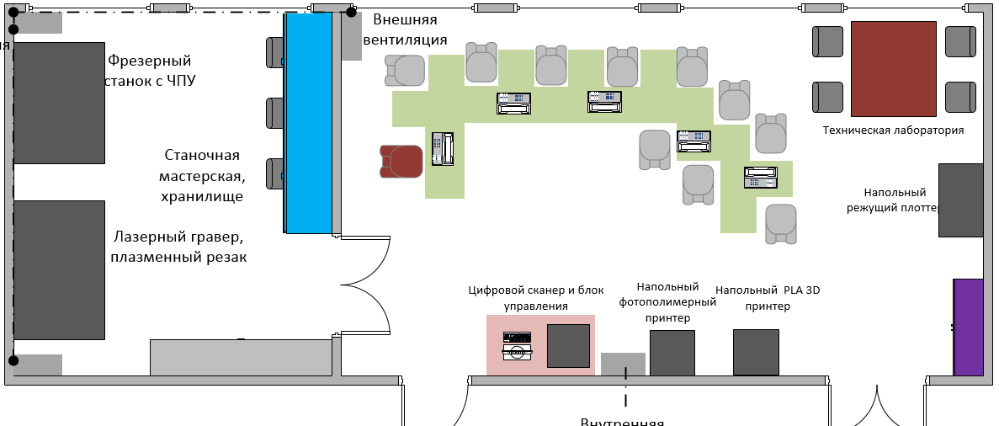 Внешняя
вентиляция
я
Фрезерный
станок с ЧПУ
Станочная
мастерская,
хранилище
Лазерный гравер,
плазменный резак
Техническая лаборатория
Напольный
режущий плоттер
Цифровой сканер и блок
управления
Напольный
фотополимерный
принтер
Напольный PLA 3D
принтер
Внутренняя